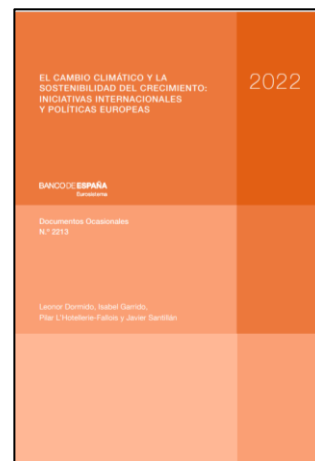 EL CAMBIO CLIMÁTICO Y LA
SOSTENIBILIDAD DEL CRECIMIENTO:
INICIATIVAS INTERNACIONALES
Y POLÍTICAS EUROPEAS
2022
BANCO DE ESPAÑA
Eurosistema
Documentos Ocasionales
N.º 2213
Leonor Dormido, Isabel Garrido,
Pilar L'Hotellerie-Fallois y Javier Santillán